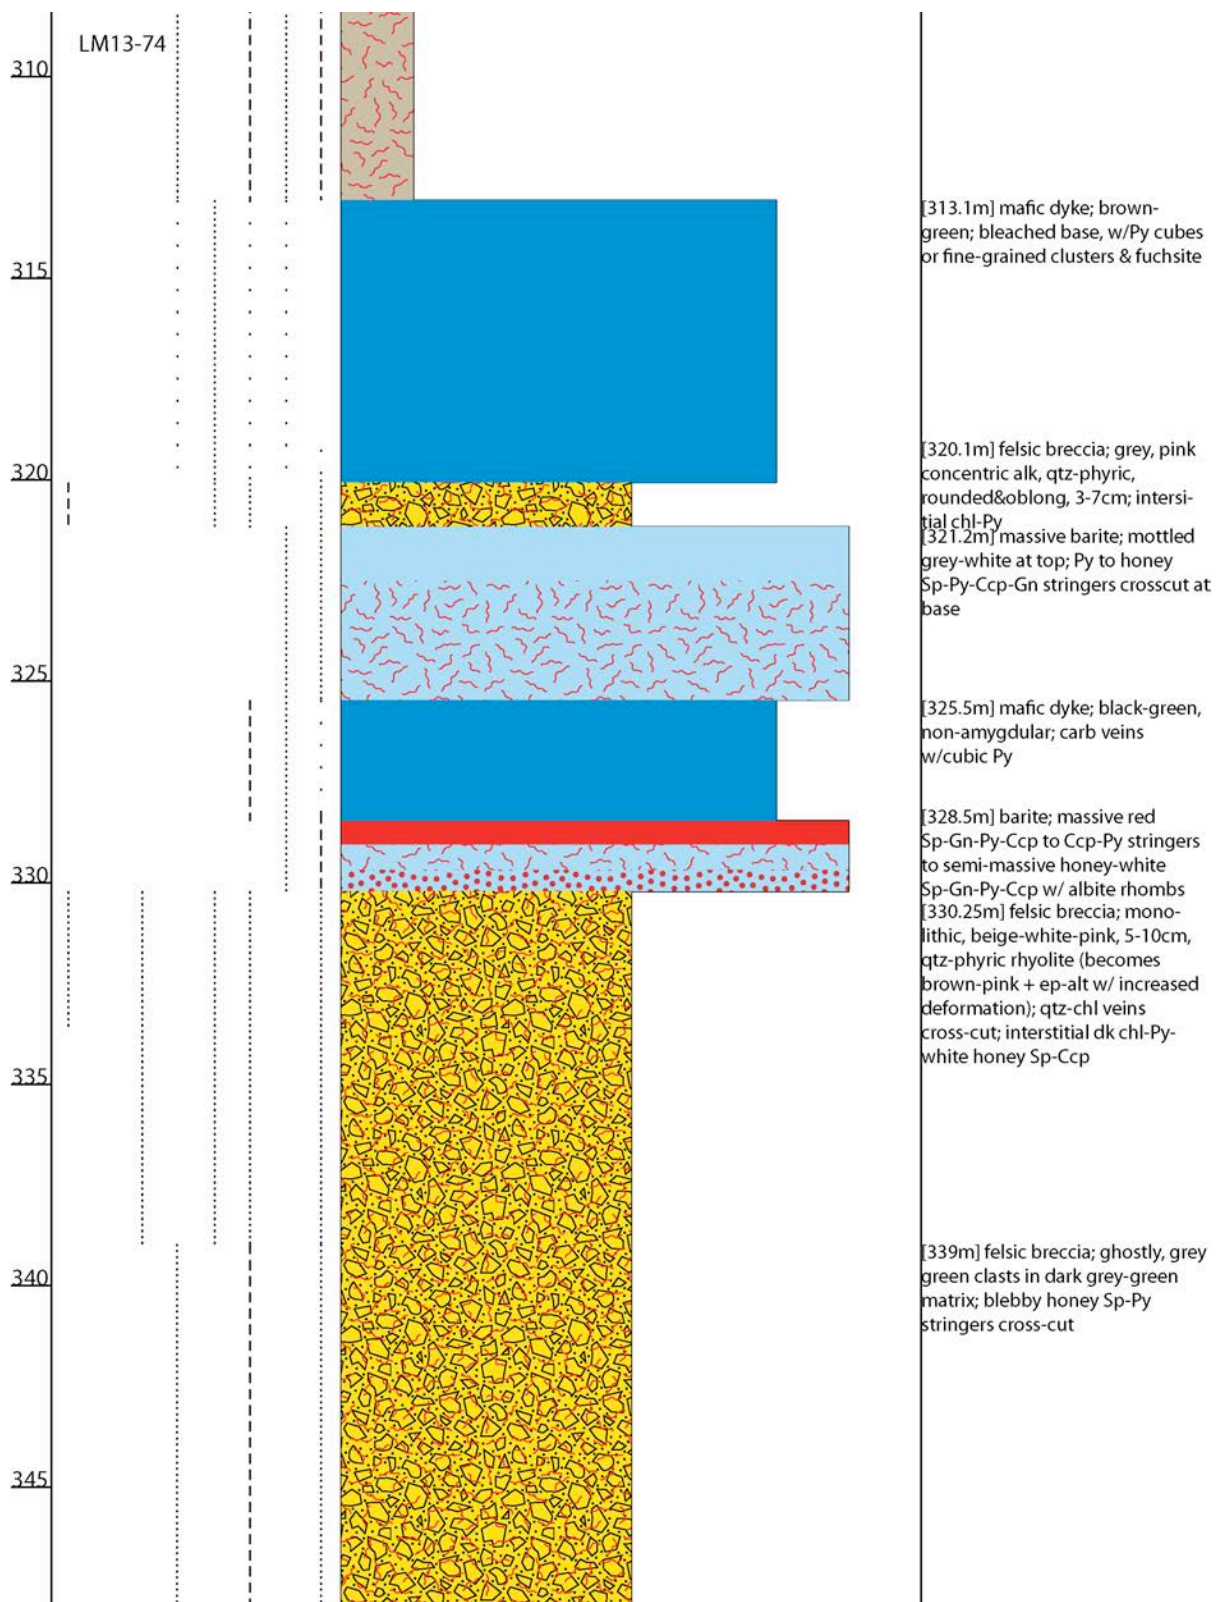 LM13-74
310
315
320
325
330
335
340
345
[313.1m] mafic dyke; brown-
green; bleached base, w/Py cubes
or fine-grained clusters & fuchsite
[320.1m] felsic breccia; grey, pink
concentric alk, qtz-phyric,
rounded&oblong, 3-7cm; intersi-
tial chl-Py
[321.2m] massive barite; mottled
grey-white at top; Py to honey
Sp-Py-Ccp-Gn stringers crosscut at
base
[325.5m] mafic dyke; black-green,
non-amygdular; carb veins
w/cubic Py
[328.5m] barite; massive red
Sp-Gn-Py-Ccp to Ccp-Py stringers
to semi-massive honey-white
Sp-Gn-Py-Ccp w/ albite rhombs
[330.25m] felsic breccia; mono-
lithic, beige-white-pink, 5-10cm,
qtz-phyric rhyolite (becomes
brown-pink + ep-alt w/ increased
deformation); qtz-chl veins
cross-cut; interstitial dk chl-Py-
white honey Sp-Ccp
[339m] felsic breccia; ghostly, grey
green clasts in dark grey-green
matrix; blebby honey Sp-Py
stringers cross-cut